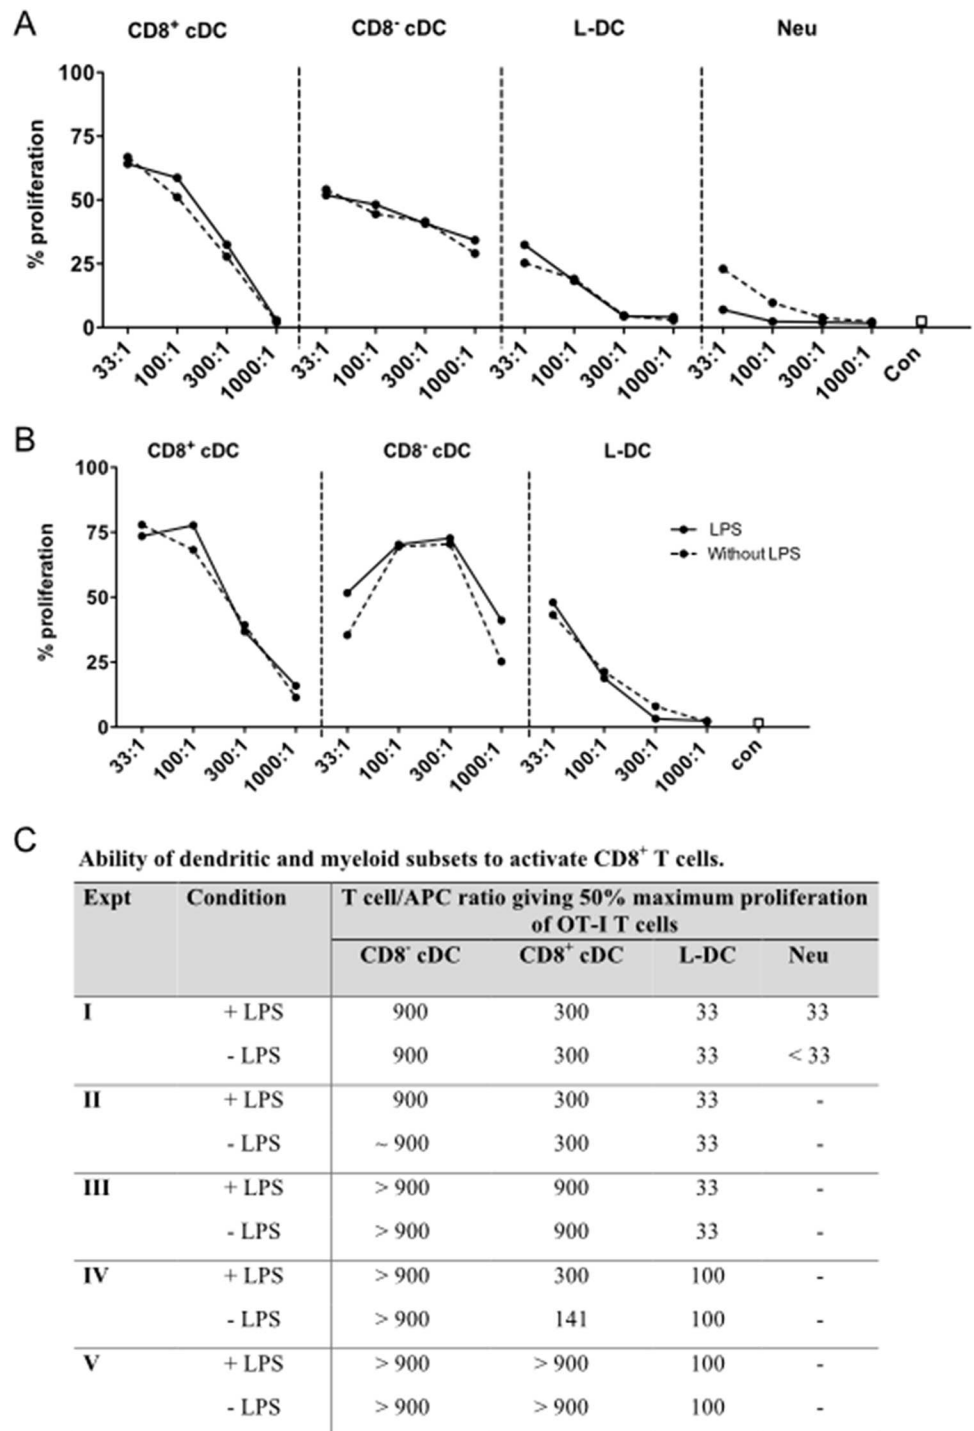 A
CD8⁺ cDC CD8⁻ cDC L-DC Neu
% proliferation
100
75
50
25
0
33:1 100:1 300:1 1000:1 33:1 100:1 300:1 1000:1 33:1 100:1 300:1 1000:1 33:1 100:1 300:1 1000:1 Con
B
CD8⁺ cDC CD8⁻ cDC L-DC
% proliferation
100
75
50
25
0
LPS
Without LPS
33:1 100:1 300:1 1000:1 33:1 100:1 300:1 1000:1 33:1 100:1 300:1 1000:1 con
C
Ability of dendritic and myeloid subsets to activate CD8⁺ T cells.
Expt Condition T cell/APC ratio giving 50% maximum proliferation
of OT-I T cells
CD8⁻ cDC CD8⁺ cDC L-DC Neu
I + LPS 900 300 33 33
- LPS 900 300 33 < 33
II + LPS 900 300 33 -
- LPS ~ 900 300 33 -
III + LPS > 900 900 33 -
- LPS > 900 900 33 -
IV + LPS > 900 300 100 -
- LPS > 900 141 100 -
V + LPS > 900 > 900 100 -
- LPS > 900 > 900 100 -